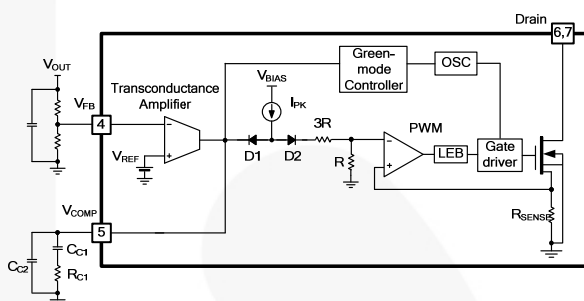 Drain
6,7
VOUT
VFB
4
Transconductance
Amplifier
VREF
VBIAS
IPK
D1
D2
3R
R
Green-
mode
Controller
OSC
PWM
LEB
Gate
driver
RSENSE
VCOMP
5
CC1
CC2
RC1